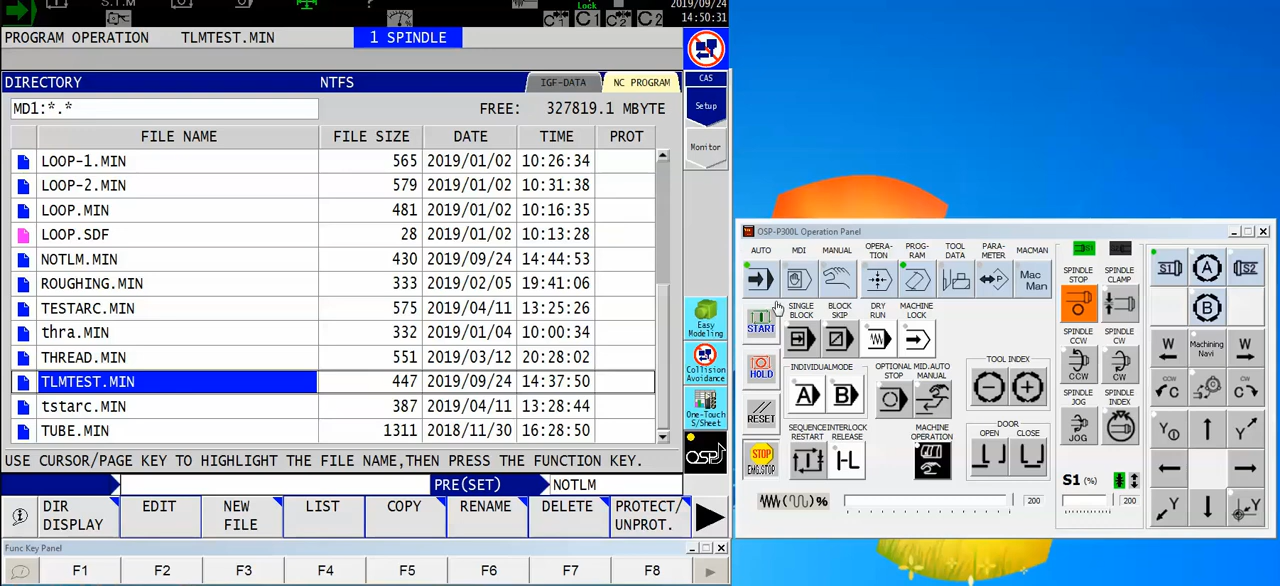 S.T.M
Lock
C1
C2
2019/09/24
14:50:31
PROGRAM OPERATION TLMTEST.MIN 1 SPINDLE
DIRECTORY NTFS IGF-DATA NC PROGRAM
CAS
Setup
Monitor
MD1:*.* FREE: 327819.1 MBYTE
FILE NAME FILE SIZE DATE TIME PROT
LOOP-1.MIN 565 2019/01/02 10:26:34
LOOP-2.MIN 579 2019/01/02 10:31:38
LOOP.MIN 481 2019/01/02 10:16:35
LOOP.SDF 28 2019/01/02 10:13:28
NOTLM.MIN 430 2019/09/24 14:44:53
ROUGHING.MIN 333 2019/02/05 19:41:06
TESTARC.MIN 575 2019/04/11 13:25:26
thra.MIN 332 2019/01/04 10:00:34
THREAD.MIN 551 2019/03/12 20:28:02
TLMTEST.MIN 447 2019/09/24 14:37:50
tstarc.MIN 387 2019/04/11 13:28:44
TUBE.MIN 1311 2018/11/30 16:28:50
Easy
Modeling
Collision
Avoidance
One-Touch
S/Sheet
OSP
USE CURSOR/PAGE KEY TO HIGHLIGHT THE FILE NAME,THEN PRESS THE FUNCTION KEY.
PRE(SET) NOTLM
DIR
DISPLAY
EDIT
NEW
FILE
LIST
COPY
RENAME
DELETE
PROTECT/
UNPROT.
Func Key Panel
F1 F2 F3 F4 F5 F6 F7 F8
OSP-P300L Operation Panel
AUTO
MDI
MANUAL
OPERA-
TION
PROG-
RAM
TOOL
DATA
PARA-
METER
MACMAN
Mac
Man
START
SINGLE
BLOCK
BLOCK
SKIP
DRY
RUN
MACHINE
LOCK
HOLD
INDIVIDUALMODE
A
B
OPTIONAL
STOP
MID.AUTO
MANUAL
TOOL INDEX
RESET
SEQUENCE
RESTART
INTERLOCK
RELEASE
I-L
MACHINE
OPERATION
DOOR
OPEN CLOSE
STOP
EMG.STOP
% 200
SPINDLE
STOP
SPINDLE
CLAMP
SPINDLE
CCW
SPINDLE
CW
CCW
CW
SPINDLE
JOG
SPINDLE
INDEX
JOG
S1 (%)
200
S1
A
S2
B
W
Machining
Navi
W
C
C
Y
Y
Y
Y